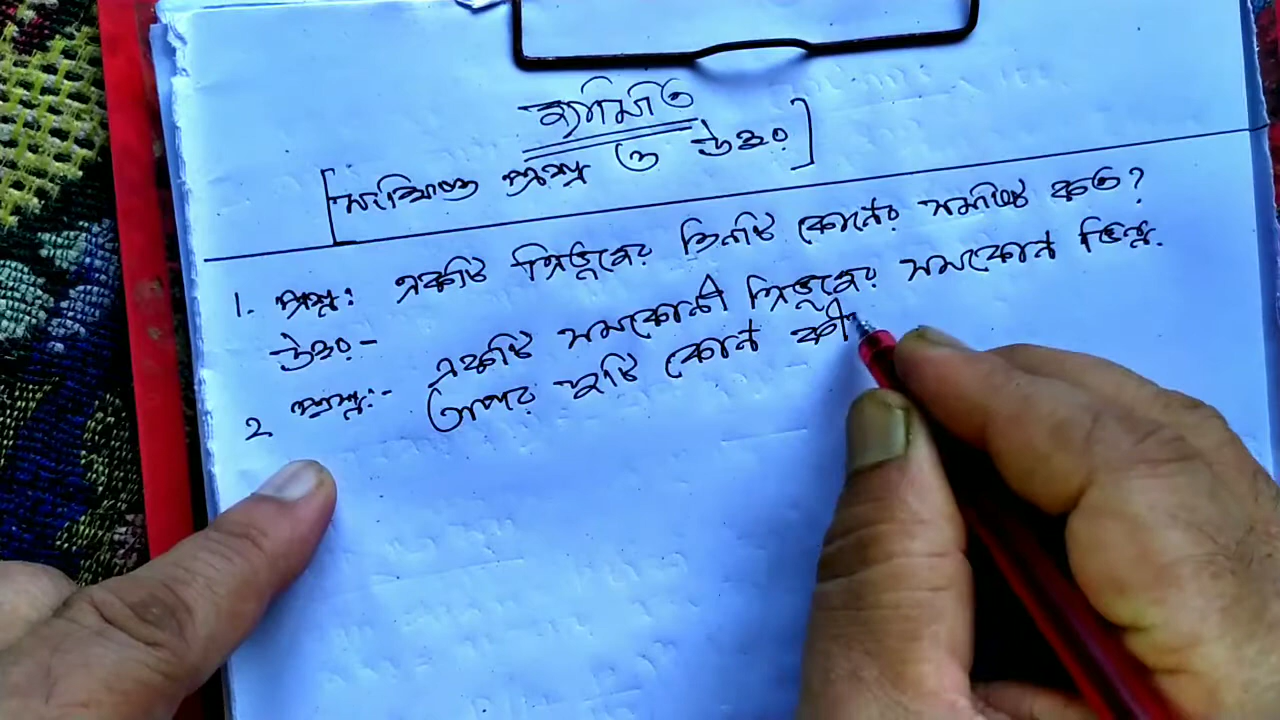 জ্যামিতি
[সংক্ষিপ্ত প্রশ্ন ও উত্তর]
1. প্রশ্ন: একটি ত্রিভুজের তিনটি কোনের সমষ্টি কত?
উত্তর-
2 প্রশ্ন:- একটি সমকোনী ত্রিভুজের সমকোন ভিন্ন.
অপর দুটি কোন কী